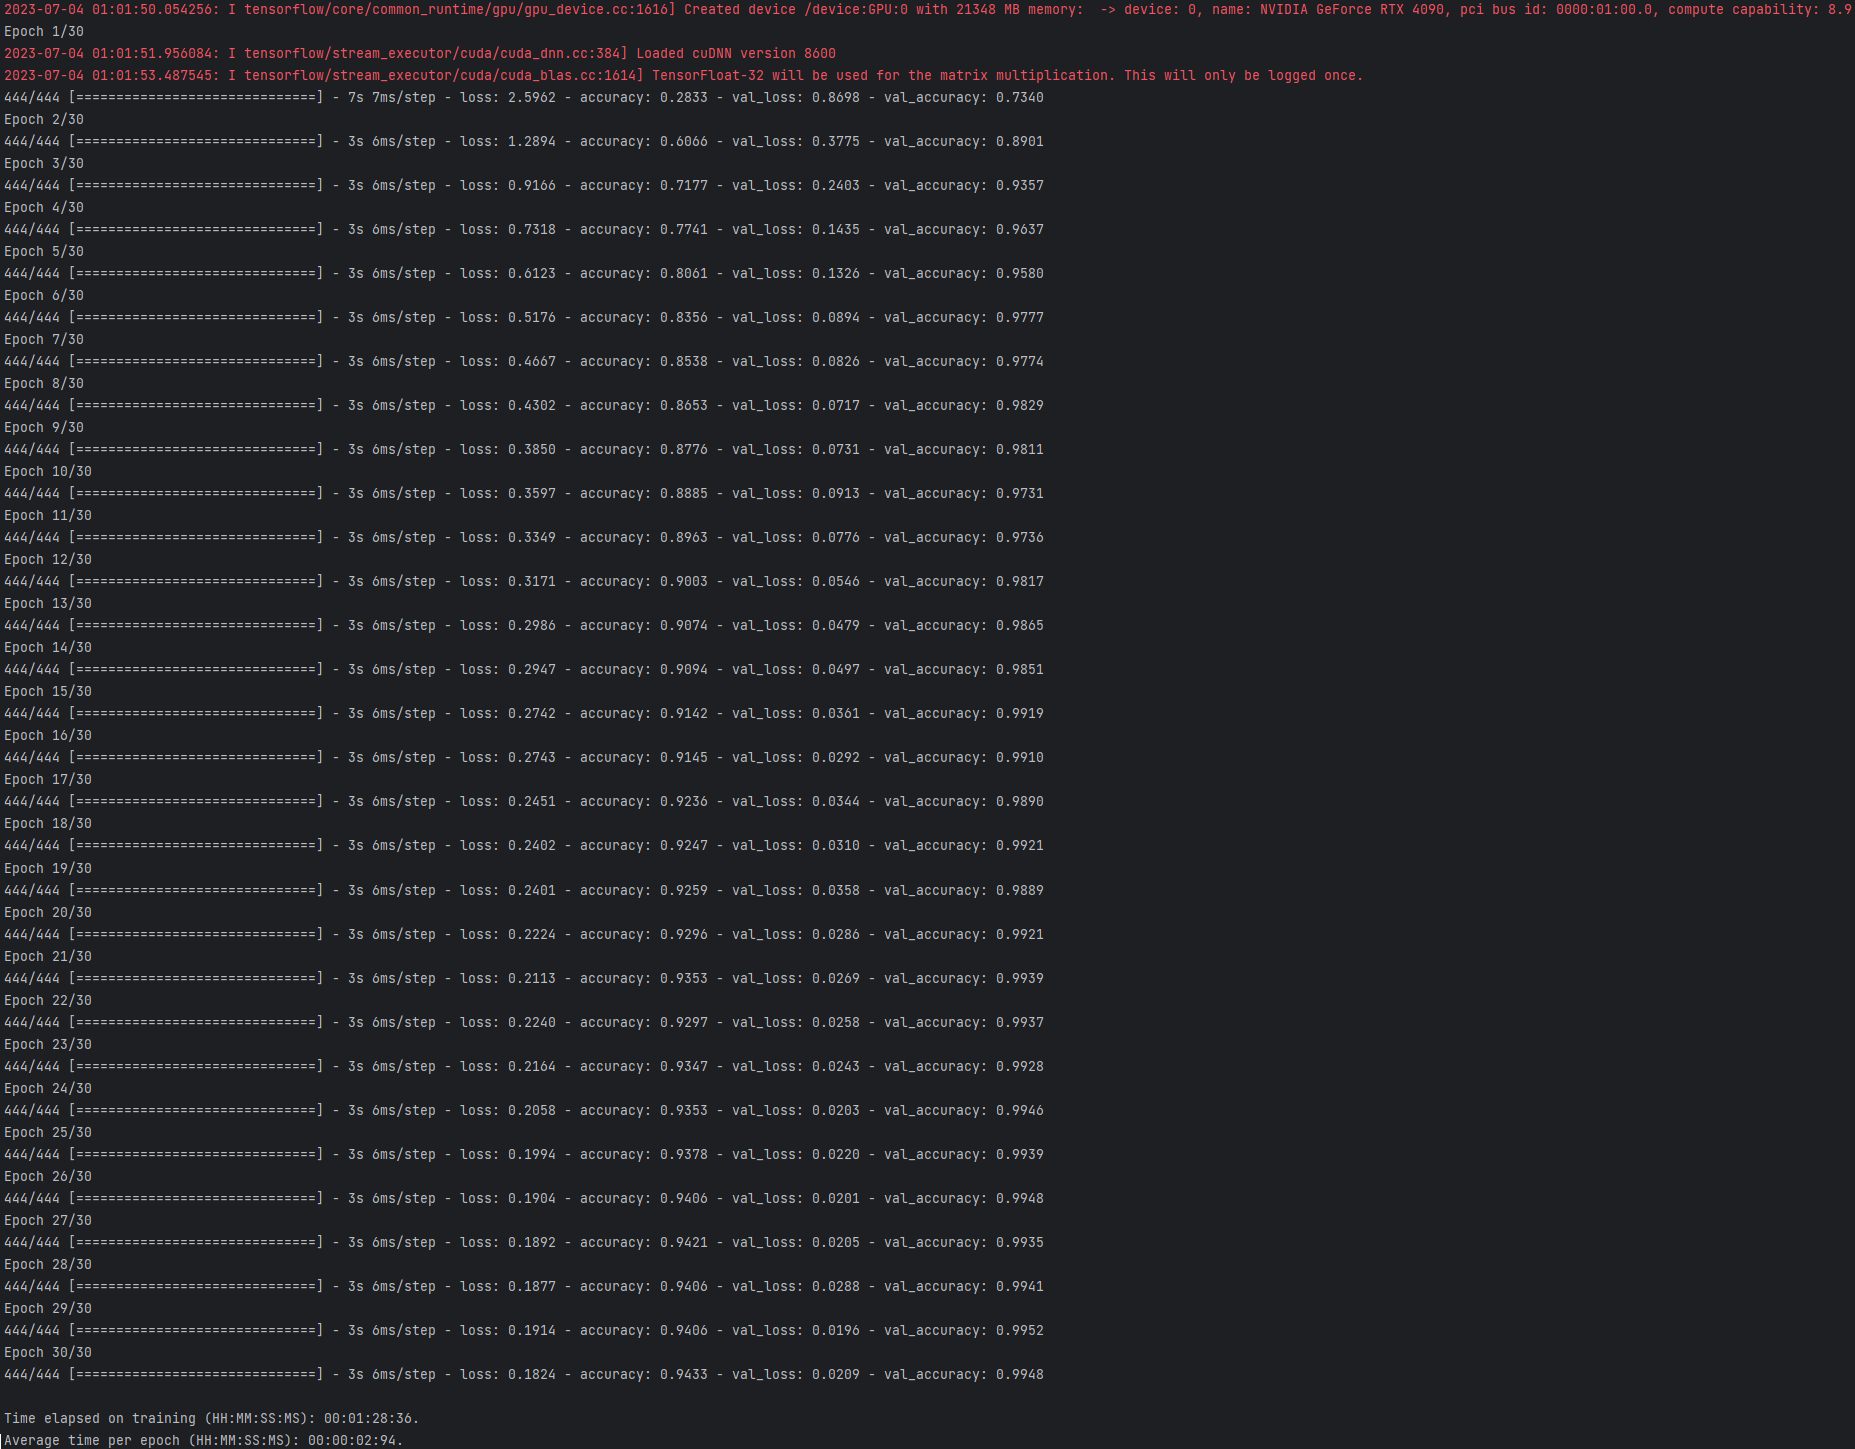 2023-07-04 01:01:50.054256: I tensorflow/core/common_runtime/gpu/gpu_device.cc:1616] Created device /device:GPU:0 with 21348 MB memory:  -> device: 0, name: NVIDIA GeForce RTX 4090, pci bus id: 0000:01:00.0, compute capability: 8.9
Epoch 1/30
2023-07-04 01:01:51.956084: I tensorflow/stream_executor/cuda/cuda_dnn.cc:384] Loaded cuDNN version 8600
2023-07-04 01:01:53.487545: I tensorflow/stream_executor/cuda/cuda_blas.cc:1614] TensorFloat-32 will be used for the matrix multiplication. This will only be logged once.
444/444 [==============================] - 7s 7ms/step - loss: 2.5962 - accuracy: 0.2833 - val_loss: 0.8698 - val_accuracy: 0.7340
Epoch 2/30
444/444 [==============================] - 3s 6ms/step - loss: 1.2894 - accuracy: 0.6066 - val_loss: 0.3775 - val_accuracy: 0.8901
Epoch 3/30
444/444 [==============================] - 3s 6ms/step - loss: 0.9166 - accuracy: 0.7177 - val_loss: 0.2403 - val_accuracy: 0.9357
Epoch 4/30
444/444 [==============================] - 3s 6ms/step - loss: 0.7318 - accuracy: 0.7741 - val_loss: 0.1435 - val_accuracy: 0.9637
Epoch 5/30
444/444 [==============================] - 3s 6ms/step - loss: 0.6123 - accuracy: 0.8061 - val_loss: 0.1326 - val_accuracy: 0.9580
Epoch 6/30
444/444 [==============================] - 3s 6ms/step - loss: 0.5176 - accuracy: 0.8356 - val_loss: 0.0894 - val_accuracy: 0.9777
Epoch 7/30
444/444 [==============================] - 3s 6ms/step - loss: 0.4667 - accuracy: 0.8538 - val_loss: 0.0826 - val_accuracy: 0.9774
Epoch 8/30
444/444 [==============================] - 3s 6ms/step - loss: 0.4302 - accuracy: 0.8653 - val_loss: 0.0717 - val_accuracy: 0.9829
Epoch 9/30
444/444 [==============================] - 3s 6ms/step - loss: 0.3850 - accuracy: 0.8776 - val_loss: 0.0731 - val_accuracy: 0.9811
Epoch 10/30
444/444 [==============================] - 3s 6ms/step - loss: 0.3597 - accuracy: 0.8885 - val_loss: 0.0913 - val_accuracy: 0.9731
Epoch 11/30
444/444 [==============================] - 3s 6ms/step - loss: 0.3349 - accuracy: 0.8963 - val_loss: 0.0776 - val_accuracy: 0.9736
Epoch 12/30
444/444 [==============================] - 3s 6ms/step - loss: 0.3171 - accuracy: 0.9003 - val_loss: 0.0546 - val_accuracy: 0.9817
Epoch 13/30
444/444 [==============================] - 3s 6ms/step - loss: 0.2986 - accuracy: 0.9074 - val_loss: 0.0479 - val_accuracy: 0.9865
Epoch 14/30
444/444 [==============================] - 3s 6ms/step - loss: 0.2947 - accuracy: 0.9094 - val_loss: 0.0497 - val_accuracy: 0.9851
Epoch 15/30
444/444 [==============================] - 3s 6ms/step - loss: 0.2742 - accuracy: 0.9142 - val_loss: 0.0361 - val_accuracy: 0.9919
Epoch 16/30
444/444 [==============================] - 3s 6ms/step - loss: 0.2743 - accuracy: 0.9145 - val_loss: 0.0292 - val_accuracy: 0.9910
Epoch 17/30
444/444 [==============================] - 3s 6ms/step - loss: 0.2451 - accuracy: 0.9236 - val_loss: 0.0344 - val_accuracy: 0.9890
Epoch 18/30
444/444 [==============================] - 3s 6ms/step - loss: 0.2402 - accuracy: 0.9247 - val_loss: 0.0310 - val_accuracy: 0.9921
Epoch 19/30
444/444 [==============================] - 3s 6ms/step - loss: 0.2401 - accuracy: 0.9259 - val_loss: 0.0358 - val_accuracy: 0.9889
Epoch 20/30
444/444 [==============================] - 3s 6ms/step - loss: 0.2224 - accuracy: 0.9296 - val_loss: 0.0286 - val_accuracy: 0.9921
Epoch 21/30
444/444 [==============================] - 3s 6ms/step - loss: 0.2113 - accuracy: 0.9353 - val_loss: 0.0269 - val_accuracy: 0.9939
Epoch 22/30
444/444 [==============================] - 3s 6ms/step - loss: 0.2240 - accuracy: 0.9297 - val_loss: 0.0258 - val_accuracy: 0.9937
Epoch 23/30
444/444 [==============================] - 3s 6ms/step - loss: 0.2164 - accuracy: 0.9347 - val_loss: 0.0243 - val_accuracy: 0.9928
Epoch 24/30
444/444 [==============================] - 3s 6ms/step - loss: 0.2058 - accuracy: 0.9353 - val_loss: 0.0203 - val_accuracy: 0.9946
Epoch 25/30
444/444 [==============================] - 3s 6ms/step - loss: 0.1994 - accuracy: 0.9378 - val_loss: 0.0220 - val_accuracy: 0.9939
Epoch 26/30
444/444 [==============================] - 3s 6ms/step - loss: 0.1904 - accuracy: 0.9406 - val_loss: 0.0201 - val_accuracy: 0.9948
Epoch 27/30
444/444 [==============================] - 3s 6ms/step - loss: 0.1892 - accuracy: 0.9421 - val_loss: 0.0205 - val_accuracy: 0.9935
Epoch 28/30
444/444 [==============================] - 3s 6ms/step - loss: 0.1877 - accuracy: 0.9406 - val_loss: 0.0288 - val_accuracy: 0.9941
Epoch 29/30
444/444 [==============================] - 3s 6ms/step - loss: 0.1914 - accuracy: 0.9406 - val_loss: 0.0196 - val_accuracy: 0.9952
Epoch 30/30
444/444 [==============================] - 3s 6ms/step - loss: 0.1824 - accuracy: 0.9433 - val_loss: 0.0209 - val_accuracy: 0.9948
Time elapsed on training (HH:MM:SS:MS): 00:01:28:36.
Average time per epoch (HH:MM:SS:MS): 00:00:02:94.